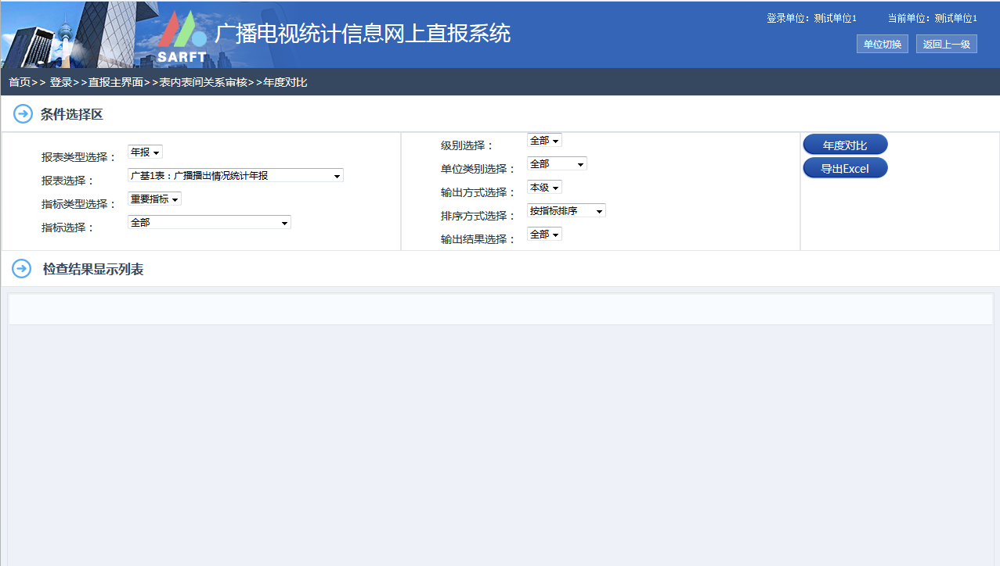 登录单位：测试单位1 当前单位：测试单位1
SARFT
广播电视统计信息网上直报系统
单位切换 返回上一级
首页>> 登录>>直报主界面>>表内表间关系审核>>年度对比
条件选择区
报表类型选择： 年报
报表选择： 广基1表：广播播出情况统计年报
指标类型选择： 重要指标
指标选择： 全部
级别选择： 全部
单位类别选择： 全部
输出方式选择： 本级
排序方式选择： 按指标排序
输出结果选择： 全部
年度对比
导出Excel
检查结果显示列表